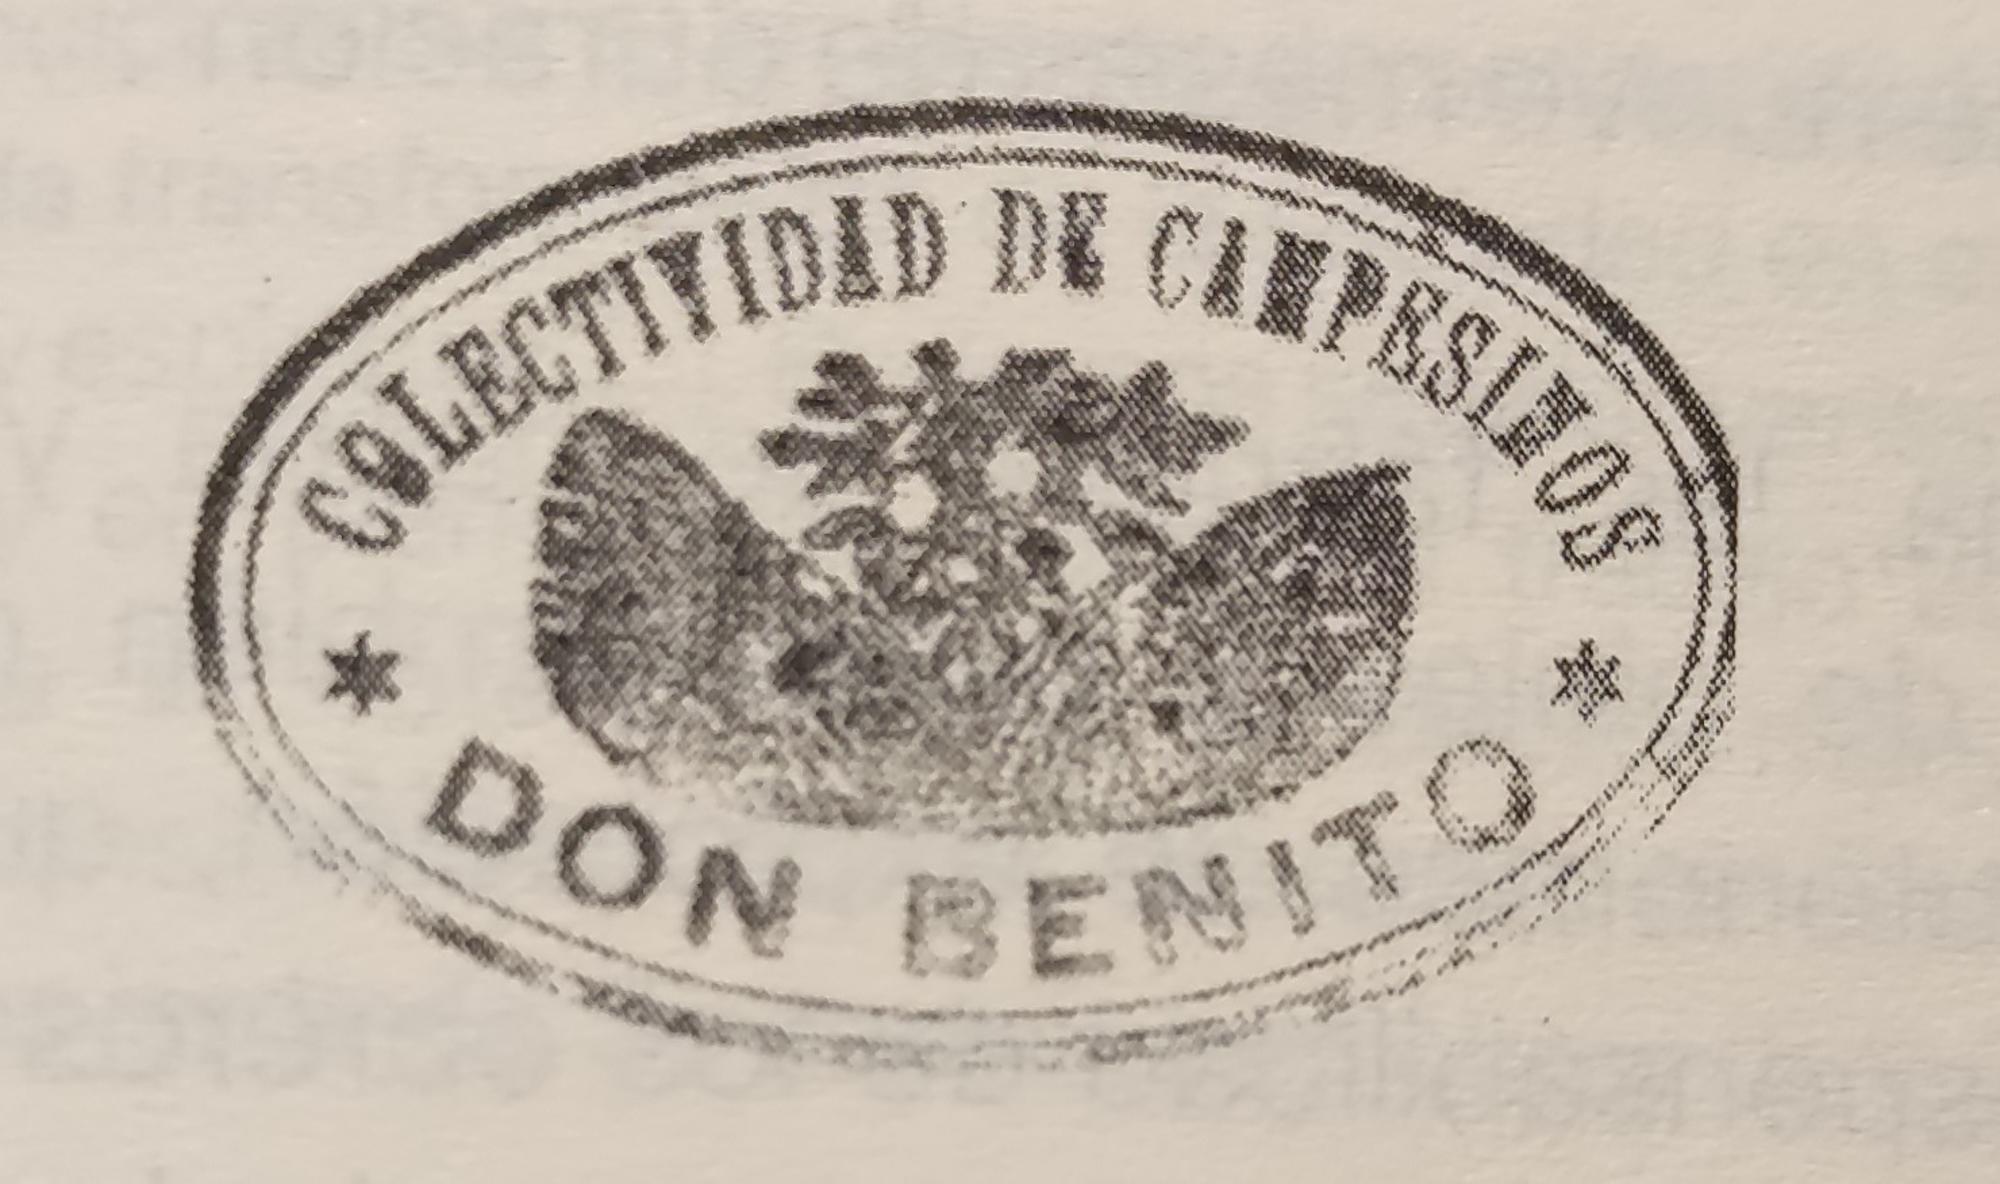 COLECTIVIDAD DE CAMPESINOS
DON BENITO